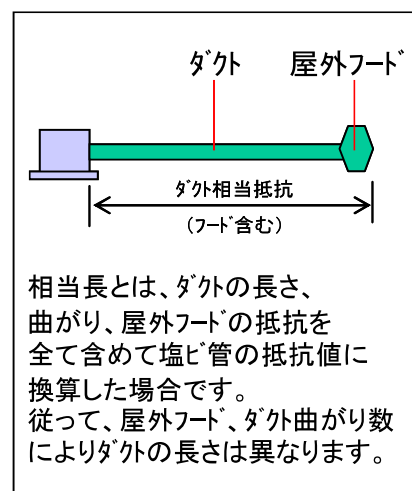 ﾀﾞｸﾄ 屋外ﾌｰﾄﾞ
ﾀﾞｸﾄ相当抵抗
(ﾌｰﾄﾞ含む)
相当長とは、ﾀﾞｸﾄの長さ、
曲がり、屋外ﾌｰﾄﾞの抵抗を
全て含めて塩ﾋﾞ管の抵抗値に
換算した場合です。
従って、屋外ﾌｰﾄﾞ、ﾀﾞｸﾄ曲がり数
によりﾀﾞｸﾄの長さは異なります。